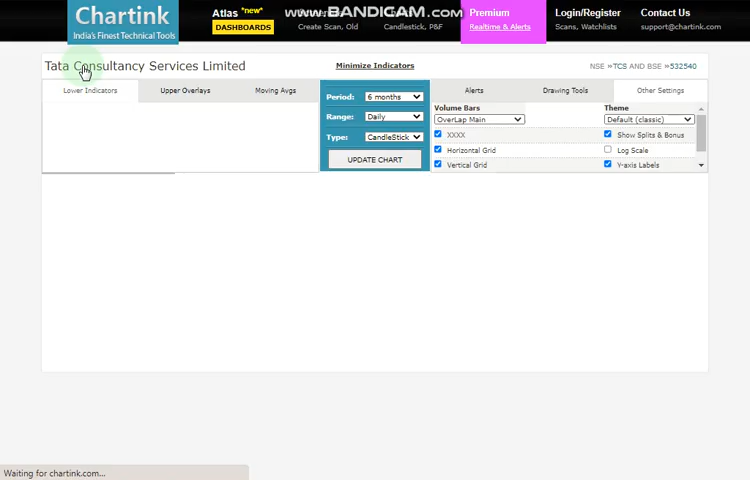 Chartink
India's Finest Technical Tools
Atlas "new"
DASHBOARDS
Create Scan, Old
www.BANDICAM.com
Candlestick, P&F
Premium
Realtime & Alerts
Login/Register
Scans, Watchlists
Contact Us
support@chartink.com
Tata Consultancy Services Limited
Minimize Indicators
NSE »TCS AND BSE »532540
Lower Indicators
Upper Overlays
Moving Avgs
Period: 6 months
Range: Daily
Type: CandleStick
UPDATE CHART
Alerts
Drawing Tools
Other Settings
Volume Bars
OverLap Main
XXXX
Horizontal Grid
Vertical Grid
Theme
Default (classic)
Show Splits & Bonus
Log Scale
Y-axis Labels
Waiting for chartink.com...